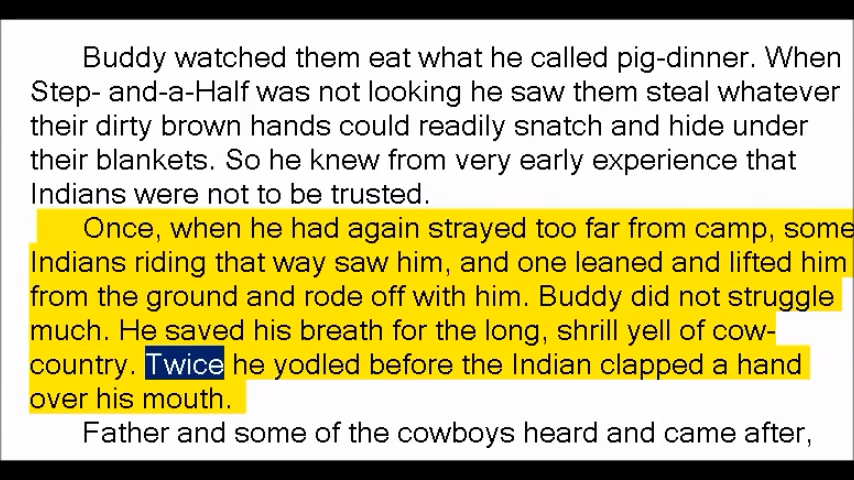 Buddy watched them eat what he called pig-dinner. When
Step- and-a-Half was not looking he saw them steal whatever
their dirty brown hands could readily snatch and hide under
their blankets. So he knew from very early experience that
Indians were not to be trusted.
Once, when he had again strayed too far from camp, some
Indians riding that way saw him, and one leaned and lifted him
from the ground and rode off with him. Buddy did not struggle
much. He saved his breath for the long, shrill yell of cow-
country. Twice he yodled before the Indian clapped a hand
over his mouth.
Father and some of the cowboys heard and came after,